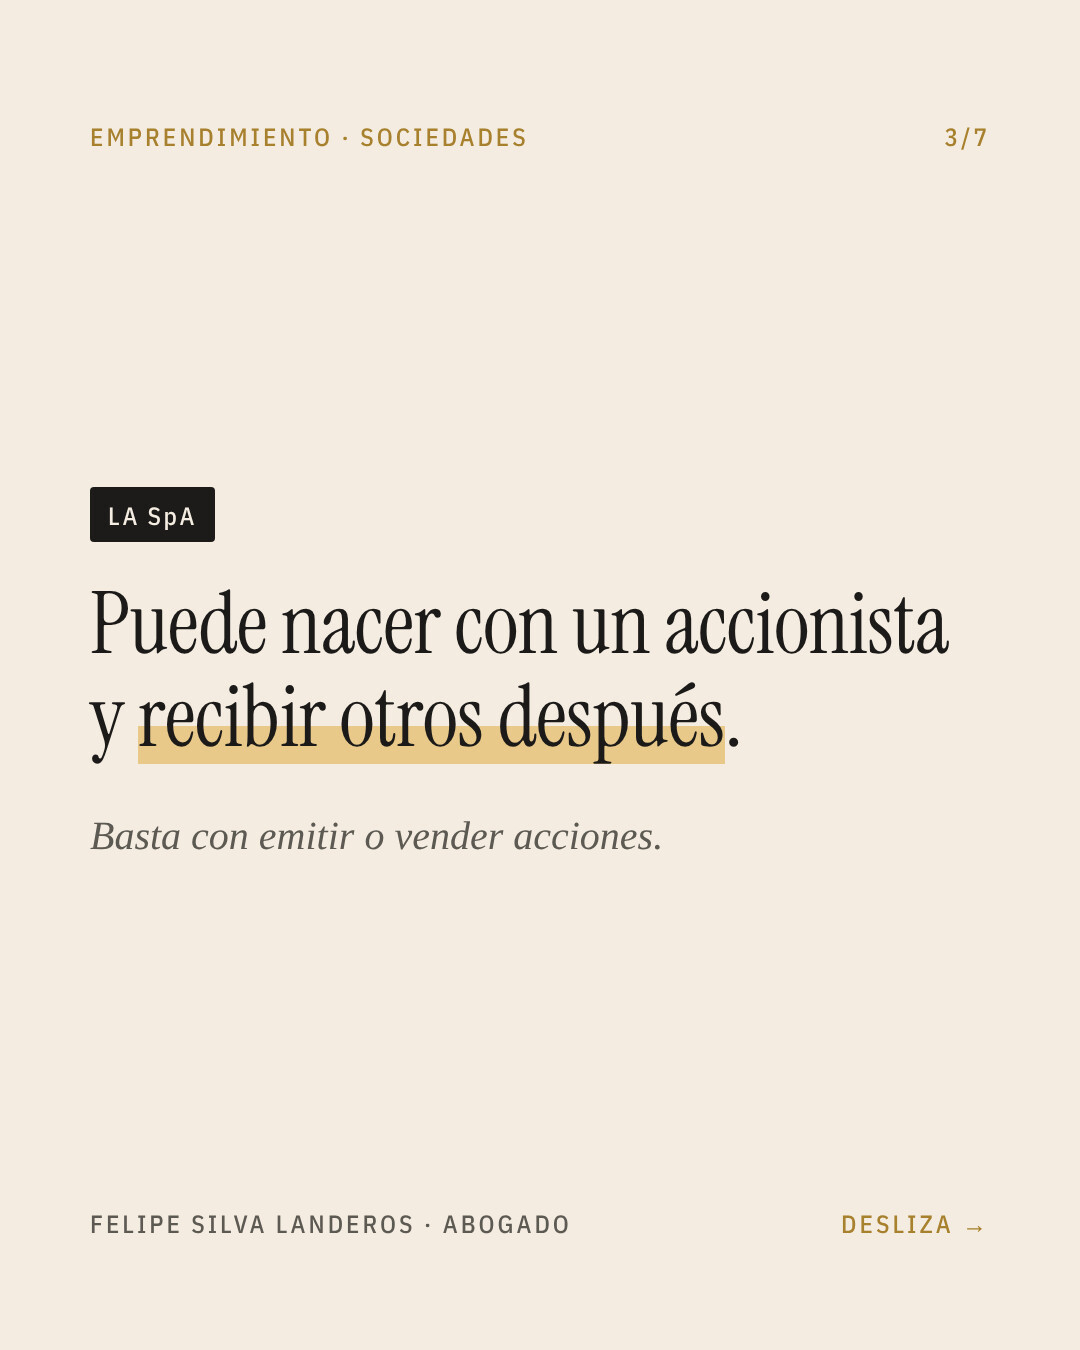 EMPRENDIMIENTO · SOCIEDADES
3/7
LA SpA
Puede nacer con un accionista
y recibir otros después.
Basta con emitir o vender acciones.
FELIPE SILVA LANDEROS · ABOGADO
DESLIZA →